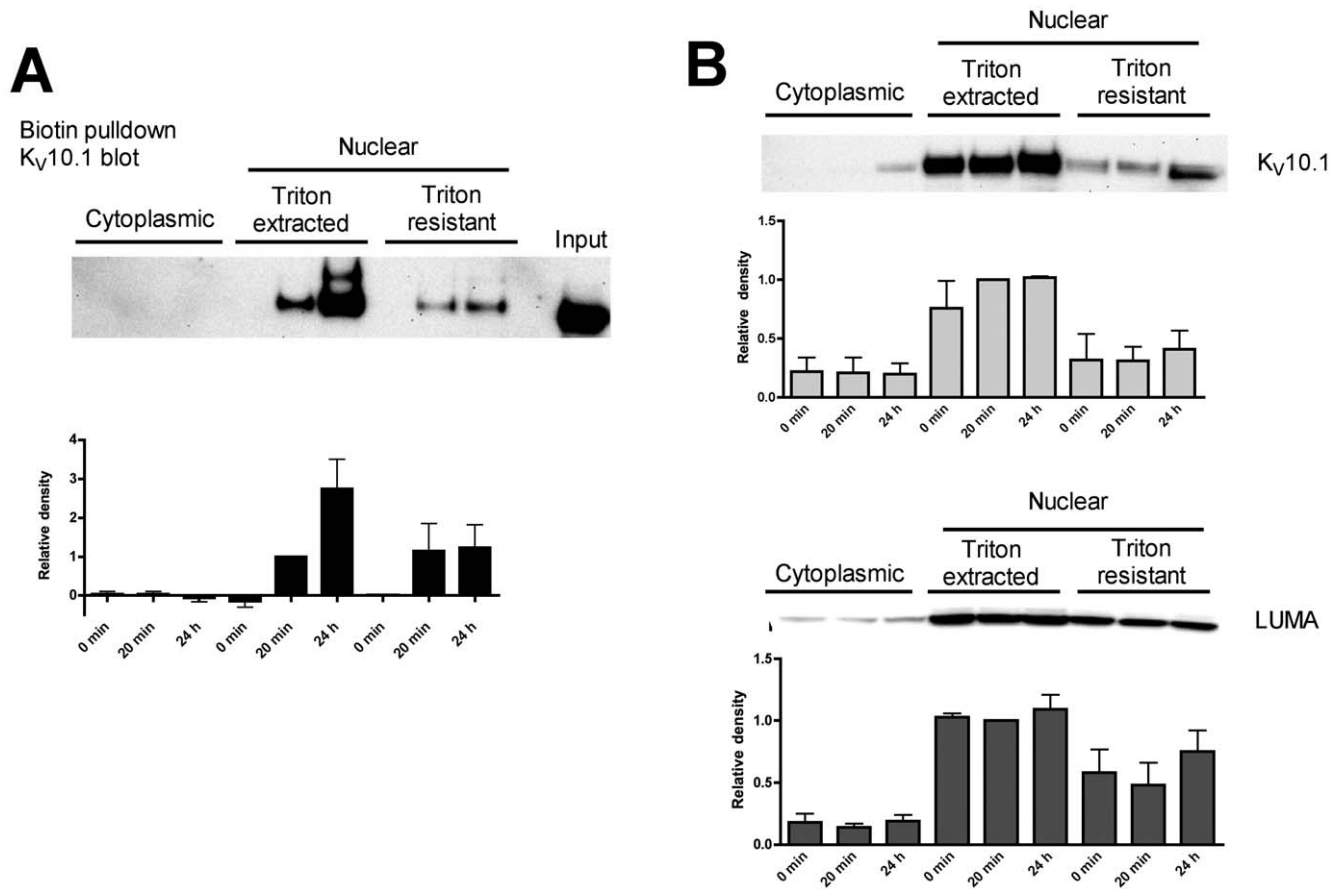 A
Biotin pulldown
KV10.1 blot
Nuclear
Triton
extracted
Triton
resistant
Cytoplasmic
Input
Relative density
4
3
2
1
0
0 min
20 min
24 h
0 min
20 min
24 h
0 min
20 min
24 h
B
Nuclear
Cytoplasmic
Triton
extracted
Triton
resistant
KV10.1
Relative density
1.5
1.0
0.5
0.0
0 min
20 min
24 h
0 min
20 min
24 h
0 min
20 min
24 h
Nuclear
Cytoplasmic
Triton
extracted
Triton
resistant
LUMA
Relative density
1.5
1.0
0.5
0.0
0 min
20 min
24 h
0 min
20 min
24 h
0 min
20 min
24 h